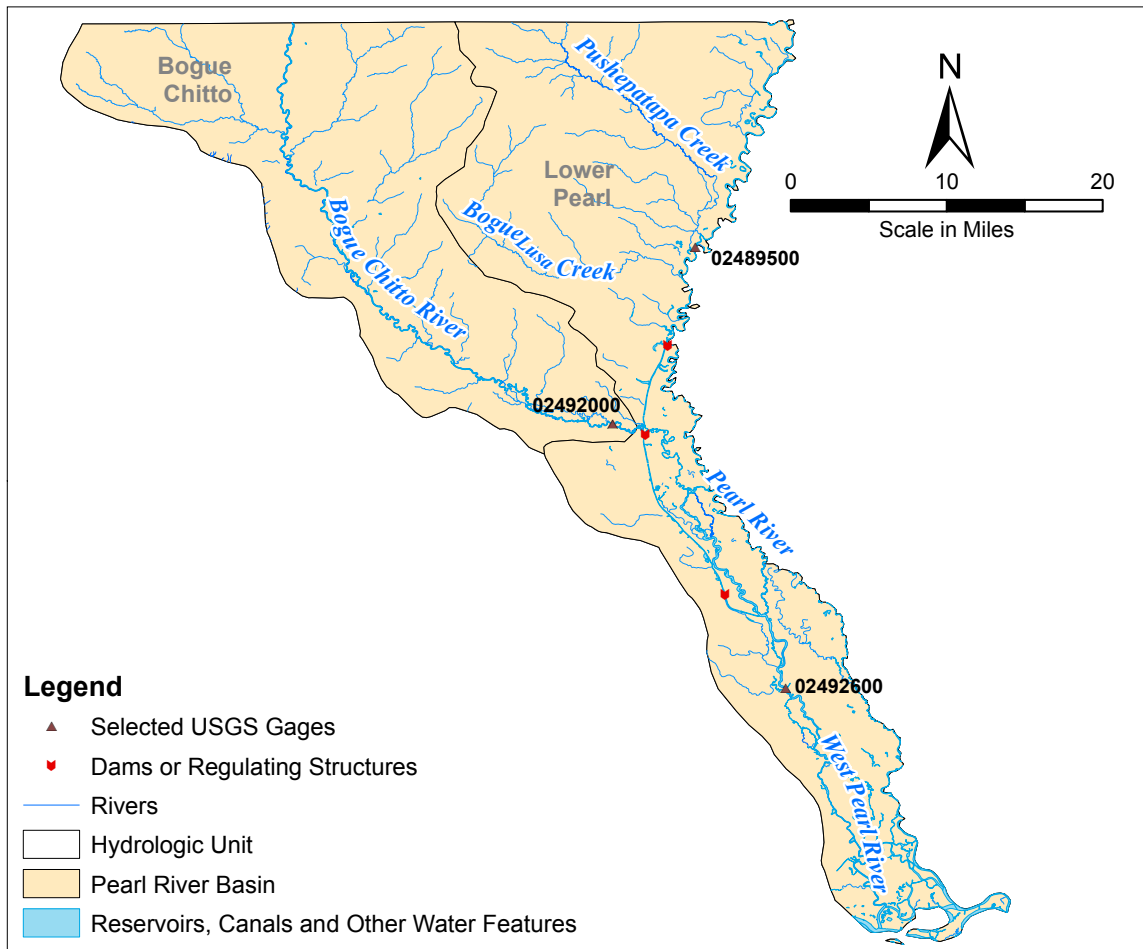 Bogue
Chitto
Pushepatapa Creek
N
0
10
20
Scale in Miles
Lower
Pearl
Bogue Lusa Creek
Bogue Chitto River
02489500
02492000
Pearl River
02492600
West Pearl River
Legend
Selected USGS Gages
Dams or Regulating Structures
Rivers
Hydrologic Unit
Pearl River Basin
Reservoirs, Canals and Other Water Features